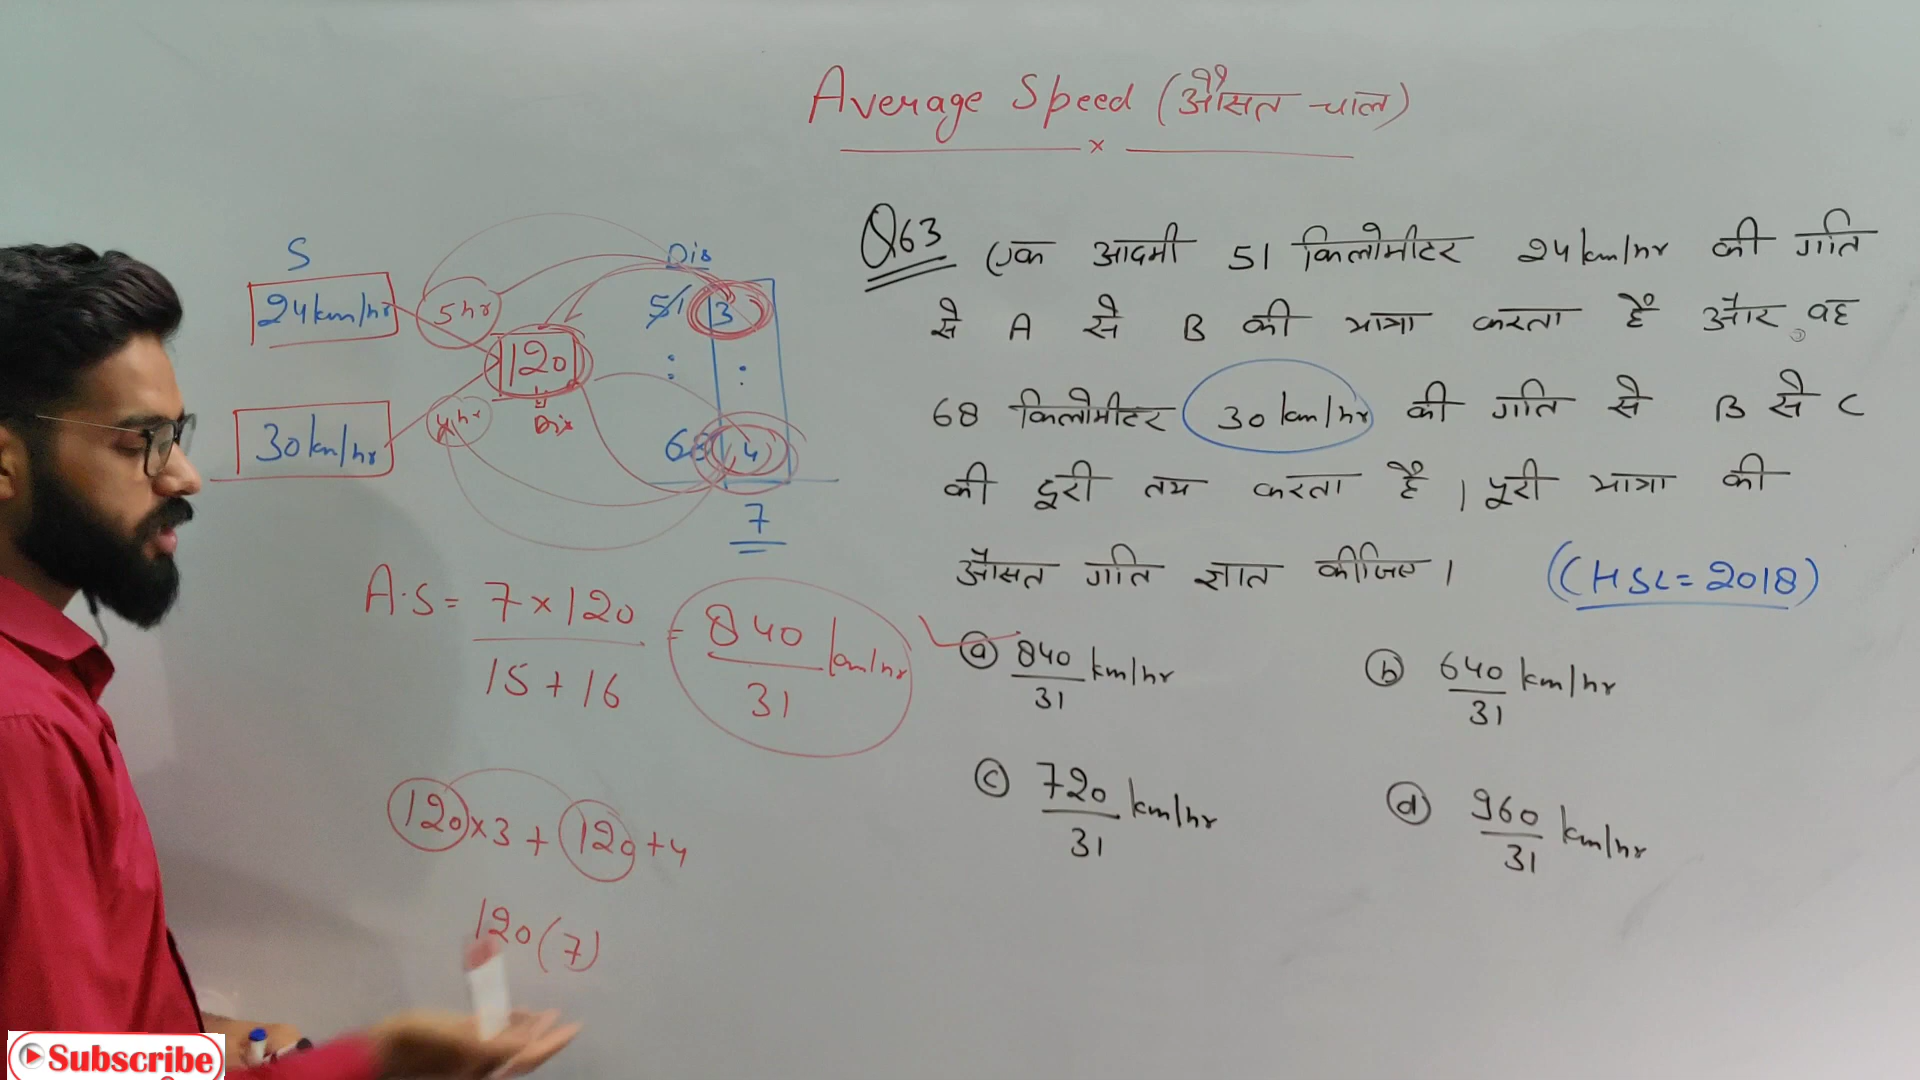 Average Speed (औसत चाल)
x
Q63 एक आदमी 51 किलोमीटर 24km/hr की गति
से A से B की यात्रा करता है और वह
68 किलोमीटर 30 km/hr की गति से B से C
की दूरी तय करता है । पूरी यात्रा की
औसत गति ज्ञात कीजिए । (CHSL=2018)
(a) 840/31 km/hr (b) 640/31 km/hr
(c) 720/31 km/hr (d) 960/31 km/hr
S Dis
24km/hr 5hr 51 3
120 : :
Dis
30km/hr 4hr 68 4
7
A.S = 7×120/15+16 = 840/31 km/hr
120×3 + 120+4
120(7)
Subscribe